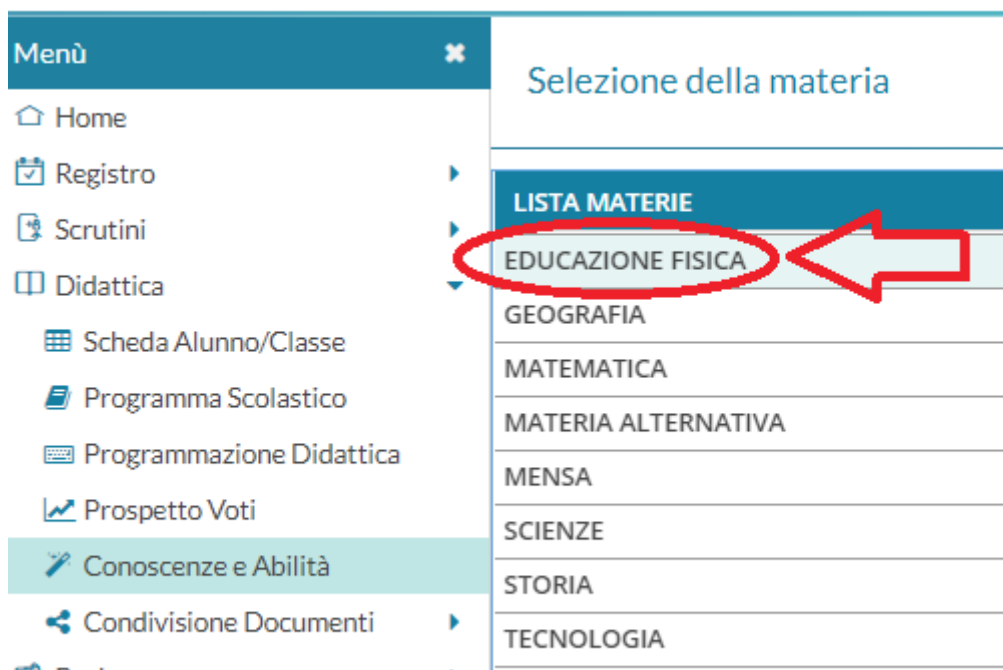 Menù
Home
Registro
Scrutini
Didattica
Scheda Alunno/Classe
Programma Scolastico
Programmazione Didattica
Prospetto Voti
Conoscenze e Abilità
Condivisione Documenti
Selezione della materia
LISTA MATERIE
EDUCAZIONE FISICA
GEOGRAFIA
MATEMATICA
MATERIA ALTERNATIVA
MENSA
SCIENZE
STORIA
TECNOLOGIA